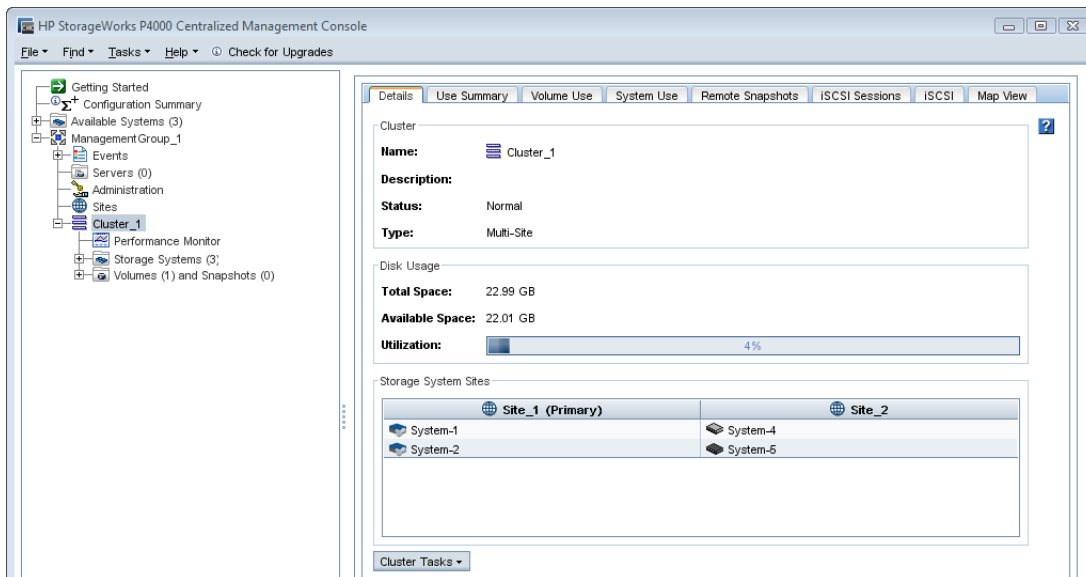 HP StorageWorks P4000 Centralized Management Console
File Find Tasks Help Check for Upgrades
Getting Started
Configuration Summary
Available Systems (3)
ManagementGroup_1
Events
Servers (0)
Administration
Sites
Cluster_1
Performance Monitor
Storage Systems (3)
Volumes (1) and Snapshots (0)
Details Use Summary Volume Use System Use Remote Snapshots iSCSI Sessions iSCSI Map View
Cluster
Name: Cluster_1
Description:
Status: Normal
Type: Multi-Site
Disk Usage
Total Space: 22.99 GB
Available Space: 22.01 GB
Utilization: 4%
Storage System Sites
Site_1 (Primary) Site_2
System-1 System-4
System-2 System-5
Cluster Tasks